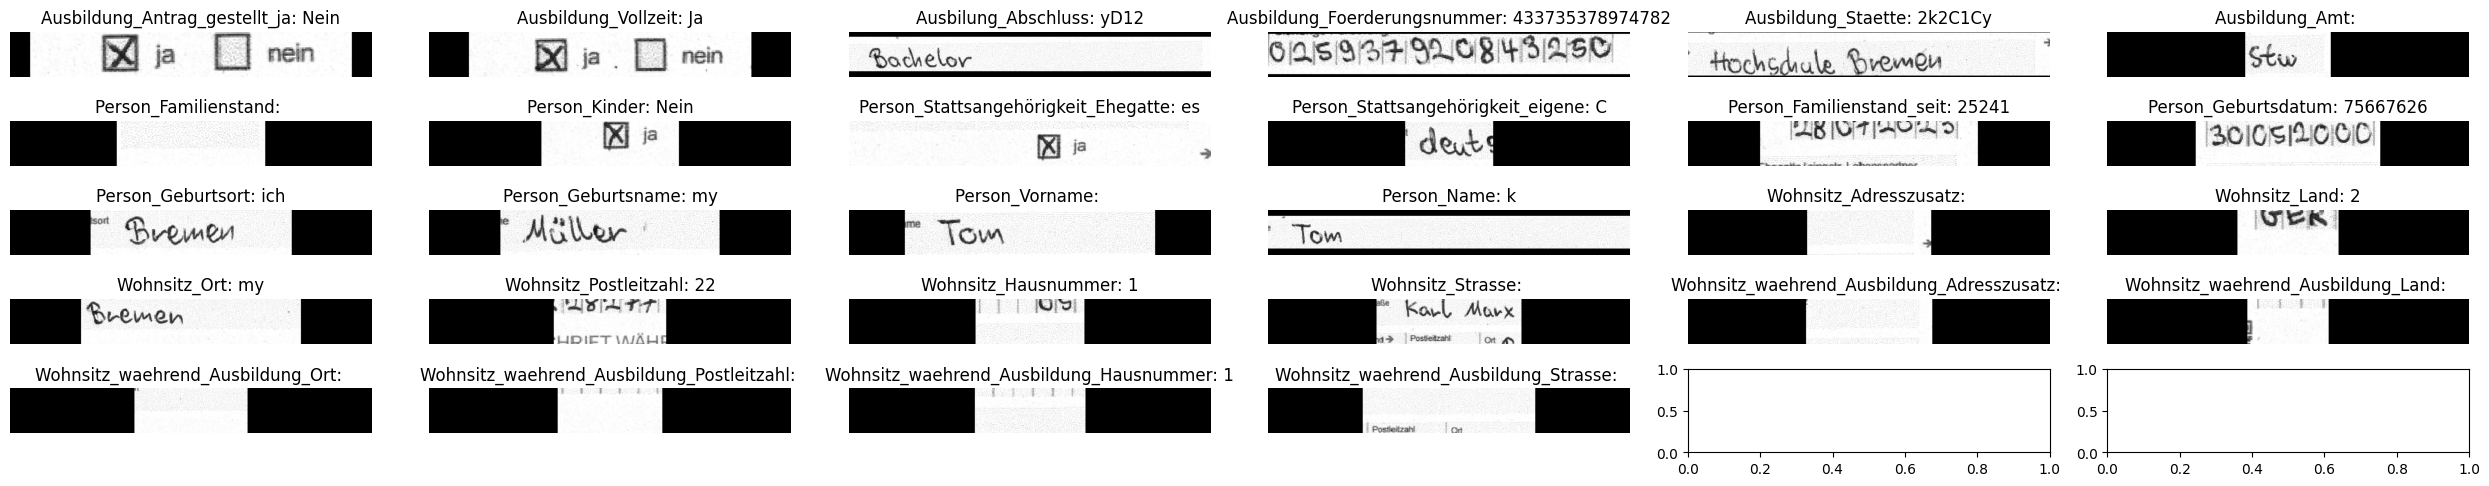 Ausbildung_Antrag_gestellt_ja: Nein
ja nein
Ausbildung_Vollzeit: Ja
ja nein
Ausbilung_Abschluss: yD12
Bachelor
Ausbildung_Foerderungsnummer: 433735378974782
025937920843250
Ausbildung_Staette: 2k2C1Cy
Hochschule Bremen
Ausbildung_Amt:
Stw
Person_Familienstand:
Person_Kinder: Nein
ja
Person_Stattsangehörigkeit_Ehegatte: es
ja
Person_Stattsangehörigkeit_eigene: C
deuts
Person_Familienstand_seit: 25241
28072023
Person_Geburtsdatum: 75667626
30052000
Person_Geburtsort: ich
Bremen
Person_Geburtsname: my
Müller
Person_Vorname:
Tom
Person_Name: k
Tom
Wohnsitz_Adresszusatz:
Wohnsitz_Land: 2
GER
Wohnsitz_Ort: my
Bremen
Wohnsitz_Postleitzahl: 22
28277
CHRIFT WÄHR
Wohnsitz_Hausnummer: 1
09
Wohnsitz_Strasse:
Karl Marx
Postleitzahl Ort
Wohnsitz_waehrend_Ausbildung_Adresszusatz:
Wohnsitz_waehrend_Ausbildung_Land:
Wohnsitz_waehrend_Ausbildung_Ort:
Wohnsitz_waehrend_Ausbildung_Postleitzahl:
Wohnsitz_waehrend_Ausbildung_Hausnummer: 1
Wohnsitz_waehrend_Ausbildung_Strasse:
Postleitzahl Ort
1.0
0.5
0.0
0.0 0.2 0.4 0.6 0.8 1.0
1.0
0.5
0.0
0.0 0.2 0.4 0.6 0.8 1.0